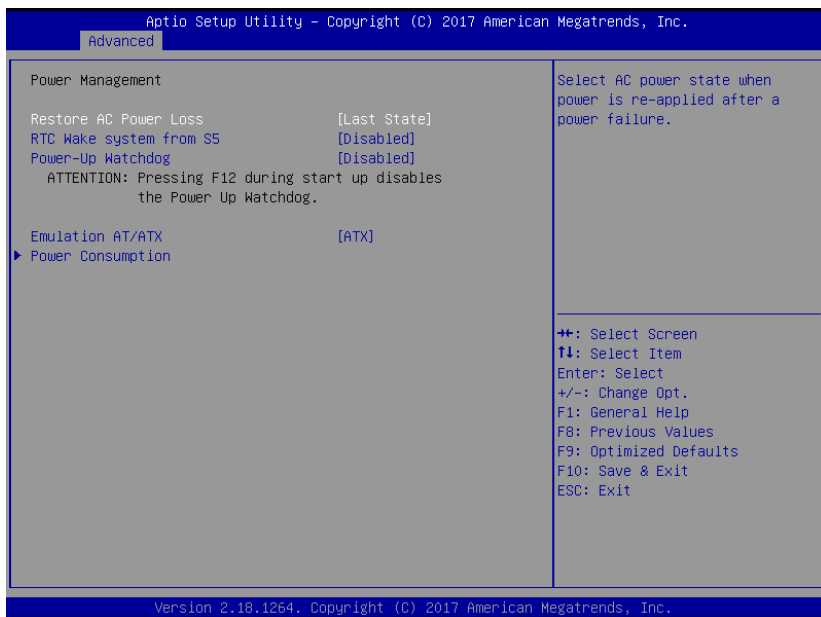 Aptio Setup Utility – Copyright (C) 2017 American Megatrends, Inc.
Advanced
Power Management
Restore AC Power Loss [Last State]
RTC Wake system from S5 [Disabled]
Power-Up Watchdog [Disabled]
ATTENTION: Pressing F12 during start up disables
the Power Up Watchdog.
Emulation AT/ATX [ATX]
Power Consumption
Select AC power state when
power is re-applied after a
power failure.
→←: Select Screen
↑↓: Select Item
Enter: Select
+/-: Change Opt.
F1: General Help
F8: Previous Values
F9: Optimized Defaults
F10: Save & Exit
ESC: Exit
Version 2.18.1264. Copyright (C) 2017 American Megatrends, Inc.